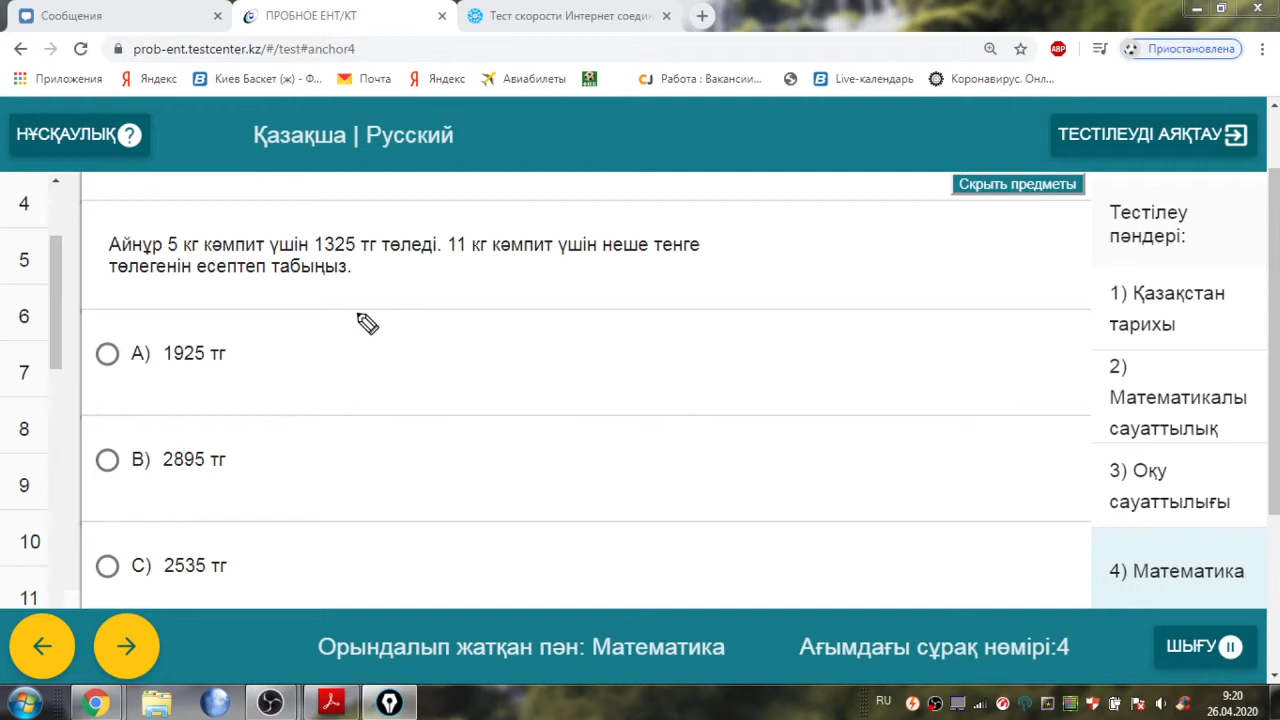 Сообщения
ПРОБНОЕ ЕНТ/КТ
Тест скорости Интернет соедин
prob-ent.testcenter.kz/#/test#anchor4
ABP
Приостановлена
Приложения
Яндекс
Киев Баскет (ж) - Ф...
Почта
Яндекс
Авиабилеты
Работа : Вакансии...
Live-календарь
Коронавирус. Онл...
НҰСҚАУЛЫҚ ?
Қазақша | Русский
ТЕСТІЛЕУДІ АЯҚТАУ
Скрыть предметы
4
5
6
7
8
9
10
11
Айнұр 5 кг кәмпит үшін 1325 тг төледі. 11 кг кәмпит үшін неше тенге
төлегенін есептеп табыңыз.
A) 1925 тг
B) 2895 тг
C) 2535 тг
Тестілеу
пәндері:
1) Қазақстан
тарихы
2)
Математикалы
сауаттылық
3) Оқу
сауаттылығы
4) Математика
Орындалып жатқан пән: Математика
Ағымдағы сұрақ нөмірі:4
ШЫҒУ
RU
9:20
26.04.2020